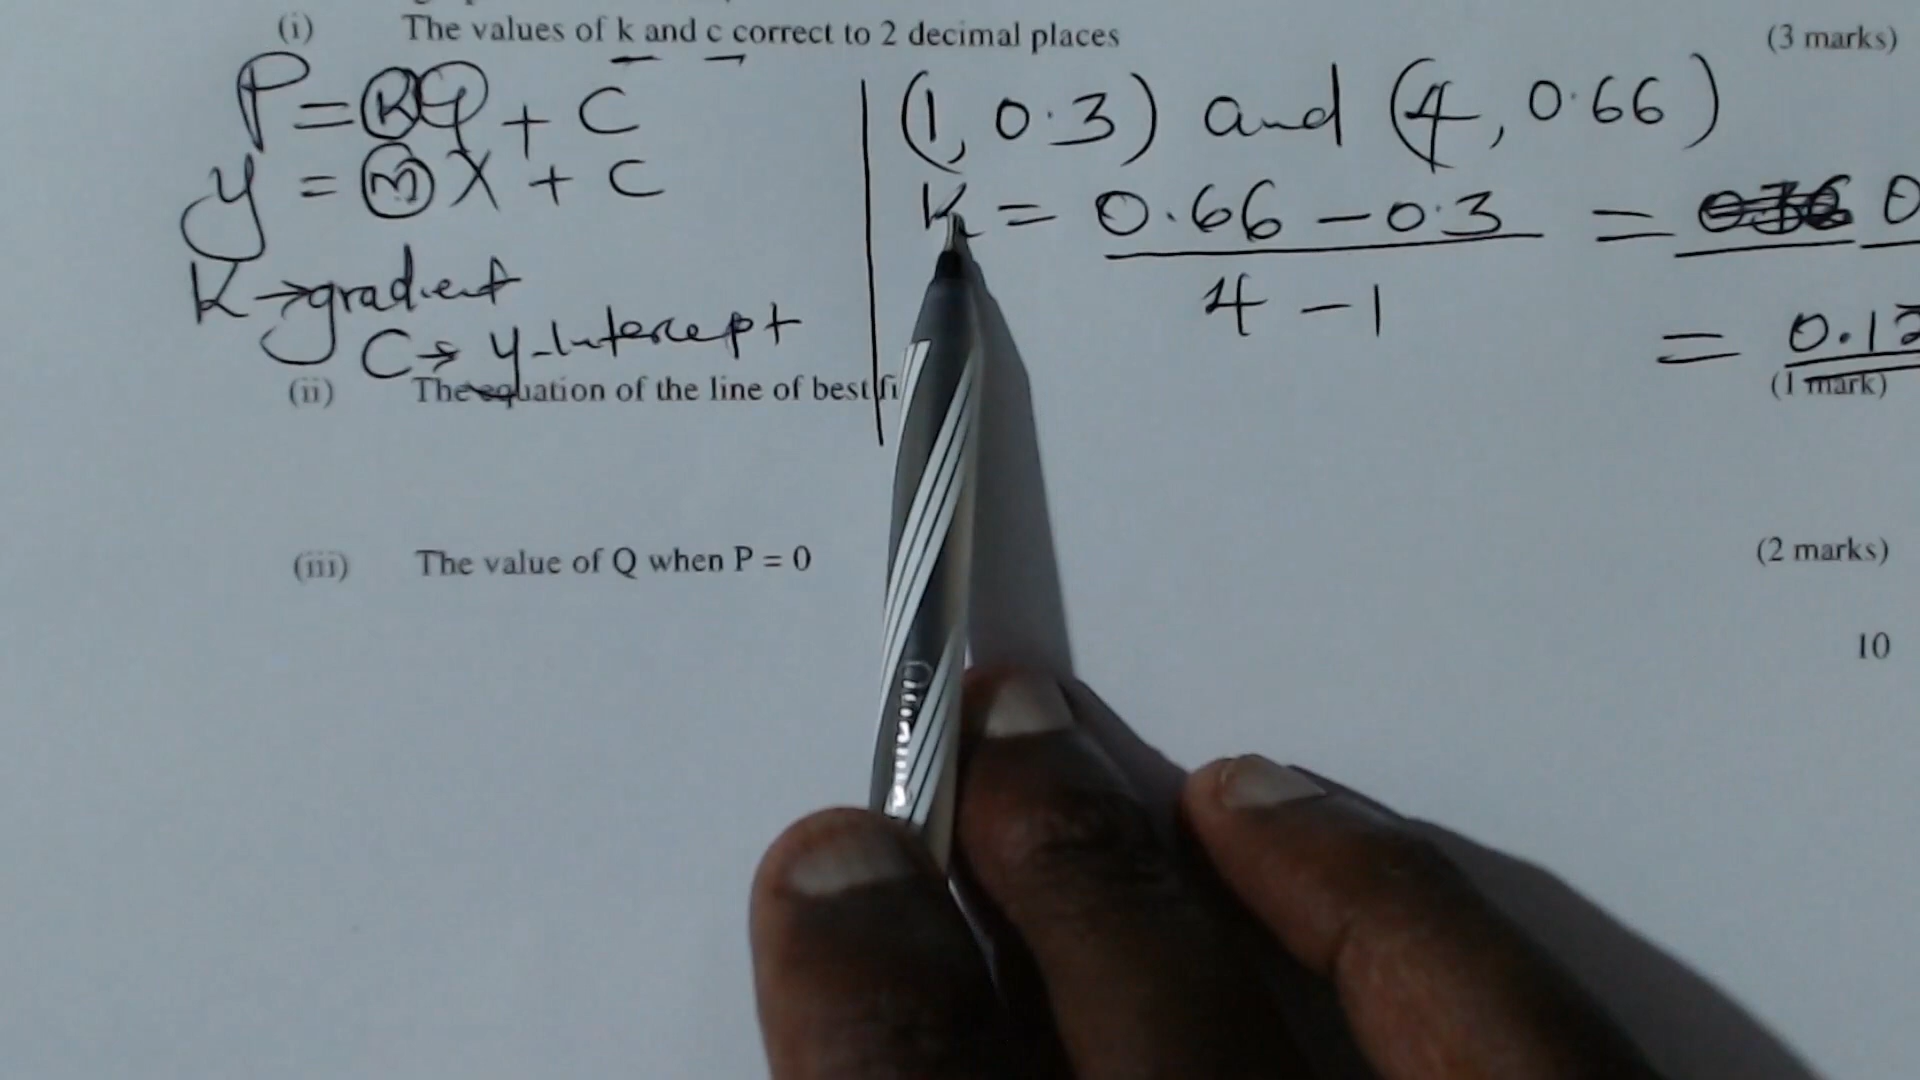 (i) The values of k and c correct to 2 decimal places (3 marks)
P = KQ + C
y = mx + C
K → gradient
C → y-Intercept
(1, 0.3) and (4, 0.66)
K = 0.66 - 0.3 / 4 - 1 = 0
= 0.12
(ii) The equation of the line of best fi (1 mark)
(iii) The value of Q when P = 0 (2 marks)
10